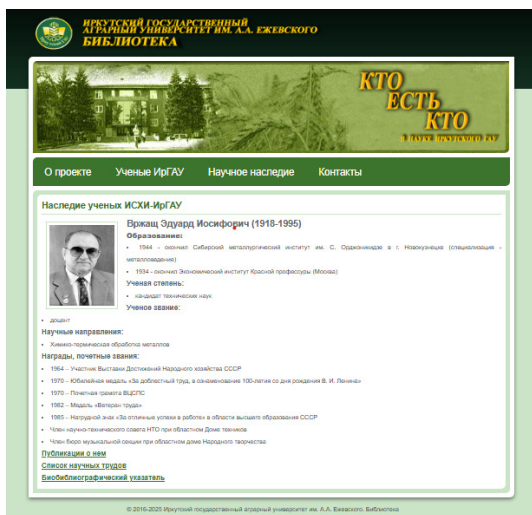 ИРКУТСКИЙ ГОСУДАРСТВЕННЫЙ
АГРАРНЫЙ УНИВЕРСИТЕТ ИМ. А.А. ЕЖЕВСКОГО
БИБЛИОТЕКА
КТО
ЕСТЬ
КТО
В НАУКЕ ИРКУТСКОГО ГАУ
О проекте Ученые ИрГАУ Научное наследие Контакты
Наследие ученых ИСХИ-ИрГАУ
Вржащ Эдуард Иосифович (1918-1995)
Образование:
• 1944 - окончил Сибирский металлургический институт им. С. Орджоникидзе в г. Новокузнецке (специализация -
металловедение)
• 1934 - окончил Экономический институт Красной профессуры (Москва)
Ученая степень:
• кандидат технических наук
Ученое звание:
• доцент
Научные направления:
• Химико-термическая обработка металлов
Награды, почетные звания:
• 1964 – Участник Выставки Достижений Народного хозяйства СССР
• 1970 – Юбилейная медаль «За доблестный труд, в ознаменование 100-летия со дня рождения В. И. Ленина»
• 1970 – Почетная грамота ВЦСПС
• 1982 – Медаль «Ветеран труда»
• 1985 – Нагрудной знак «За отличные успехи в работе» в области высшего образования СССР
• Член научно-технического совета НТО при областном Доме техников
• Член бюро музыкальной секции при областном доме Народного творчества
Публикации о нем
Список научных трудов
Биобиблиографический указатель
© 2016-2025 Иркутский государственный аграрный университет им. А.А. Ежевского. Библиотека